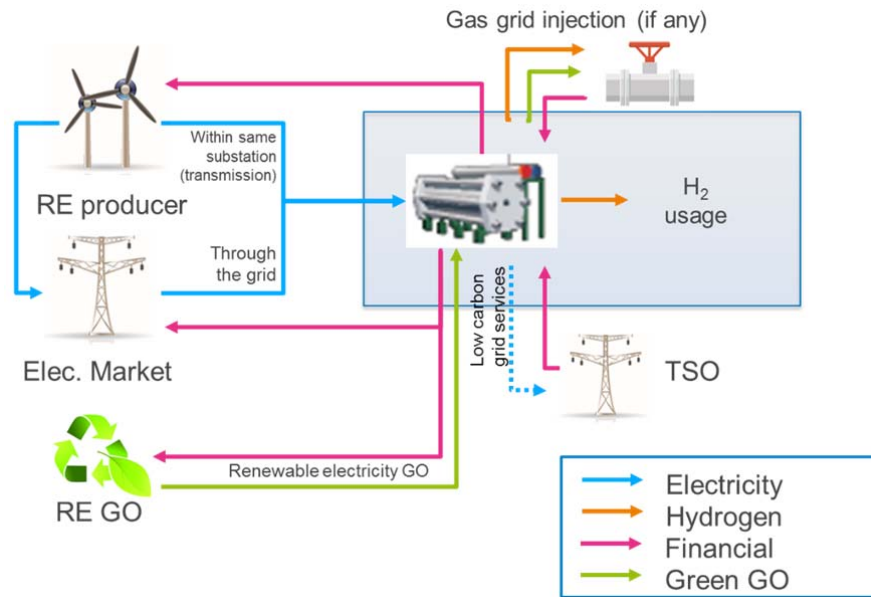 Gas grid injection (if any)
Within same
substation
(transmission)
RE producer
H₂
usage
Through
the grid
Elec. Market
Low carbon
grid services
TSO
Renewable electricity GO
RE GO
Electricity
Hydrogen
Financial
Green GO